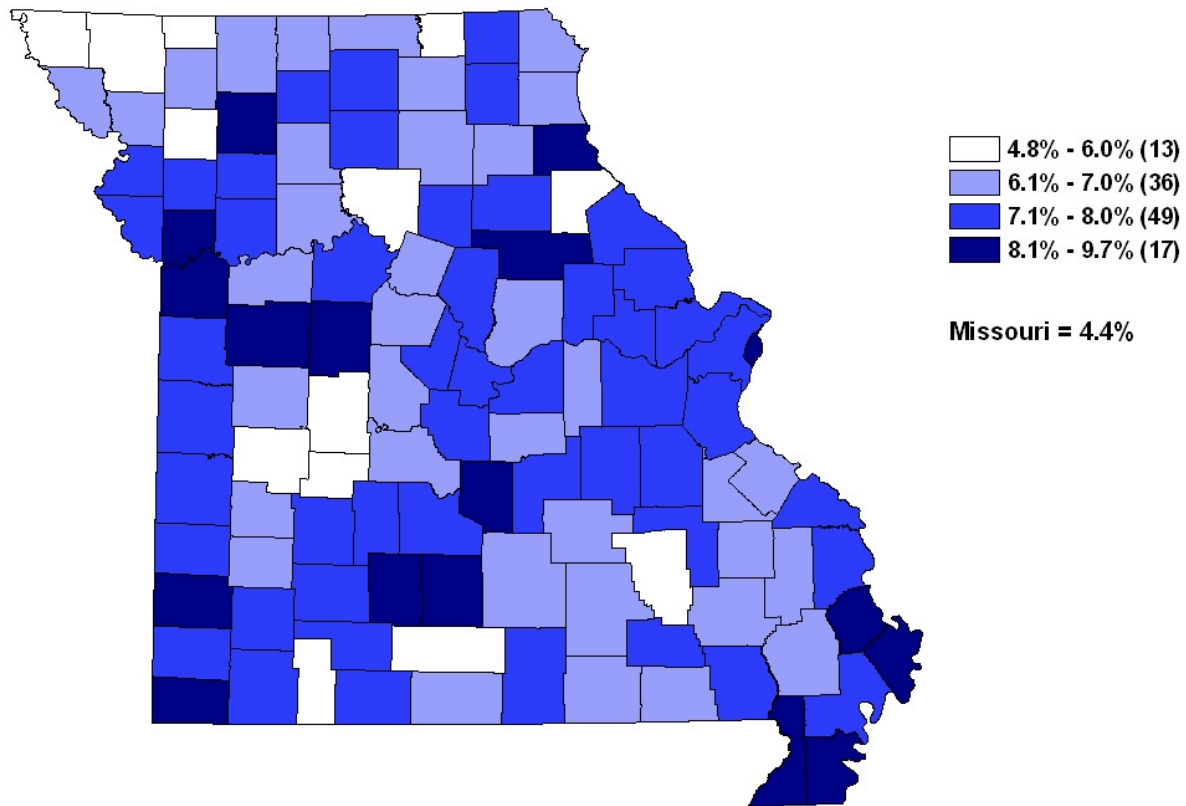 4.8% - 6.0% (13)
6.1% - 7.0% (36)
7.1% - 8.0% (49)
8.1% - 9.7% (17)
Missouri = 4.4%